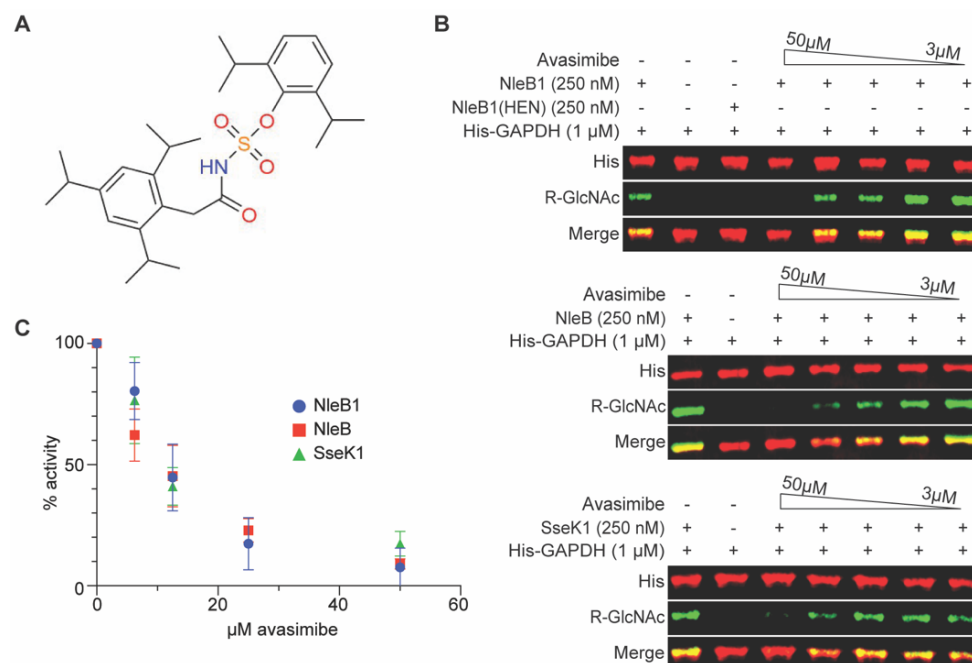 A
O
O
S
O
HN
O
B
50µM 3µM
Avasimibe - - -
NleB1 (250 nM) + - - + + + + +
NleB1(HEN) (250 nM) - - + - - - - -
His-GAPDH (1 µM) + + + + + + + +
His
R-GlcNAc
Merge
50µM 3µM
Avasimibe - -
NleB (250 nM) + - + + + + +
His-GAPDH (1 µM) + + + + + + +
His
R-GlcNAc
Merge
50µM 3µM
Avasimibe - -
SseK1 (250 nM) + - + + + + +
His-GAPDH (1 µM) + + + + + + +
His
R-GlcNAc
Merge
C
% activity
100
50
0
NleB1
NleB
SseK1
0 20 40 60
µM avasimibe